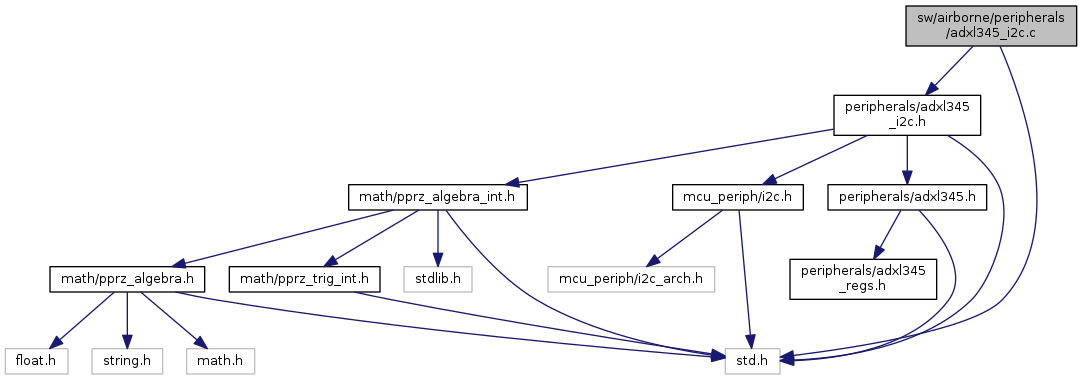 sw/airborne/peripherals
/adxl345_i2c.c
peripherals/adxl345
_i2c.h
math/pprz_algebra_int.h
mcu_periph/i2c.h
peripherals/adxl345.h
math/pprz_algebra.h
math/pprz_trig_int.h
stdlib.h
mcu_periph/i2c_arch.h
peripherals/adxl345
_regs.h
float.h
string.h
math.h
std.h